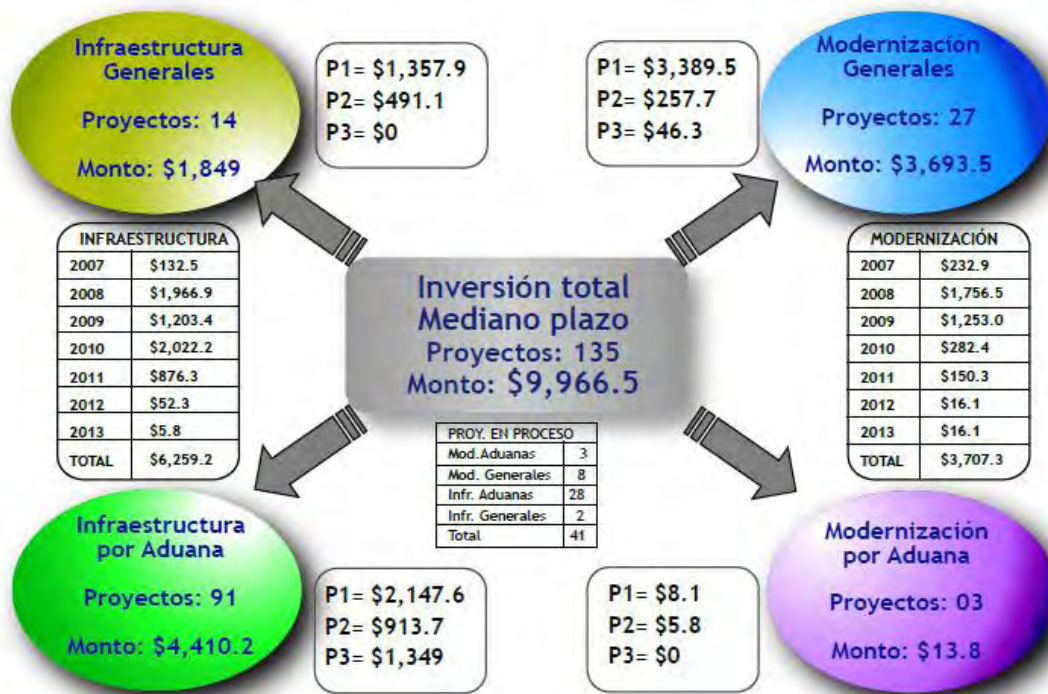 Infraestructura
Generales
Proyectos: 14
Monto: $1,849
P1= $1,357.9
P2= $491.1
P3= $0
P1= $3,389.5
P2= $257.7
P3= $46.3
Modernización
Generales
Proyectos: 27
Monto: $3,693.5
INFRAESTRUCTURA
2007 $132.5
2008 $1,966.9
2009 $1,203.4
2010 $2,022.2
2011 $876.3
2012 $52.3
2013 $5.8
TOTAL $6,259.2
Inversión total
Mediano plazo
Proyectos: 135
Monto: $9,966.5
MODERNIZACIÓN
2007 $232.9
2008 $1,756.5
2009 $1,253.0
2010 $282.4
2011 $150.3
2012 $16.1
2013 $16.1
TOTAL $3,707.3
PROY. EN PROCESO
Mod.Aduanas 3
Mod. Generales 8
Infr. Aduanas 28
Infr. Generales 2
Total 41
Infraestructura
por Aduana
Proyectos: 91
Monto: $4,410.2
P1= $2,147.6
P2= $913.7
P3= $1,349
P1= $8.1
P2= $5.8
P3= $0
Modernización
por Aduana
Proyectos: 03
Monto: $13.8